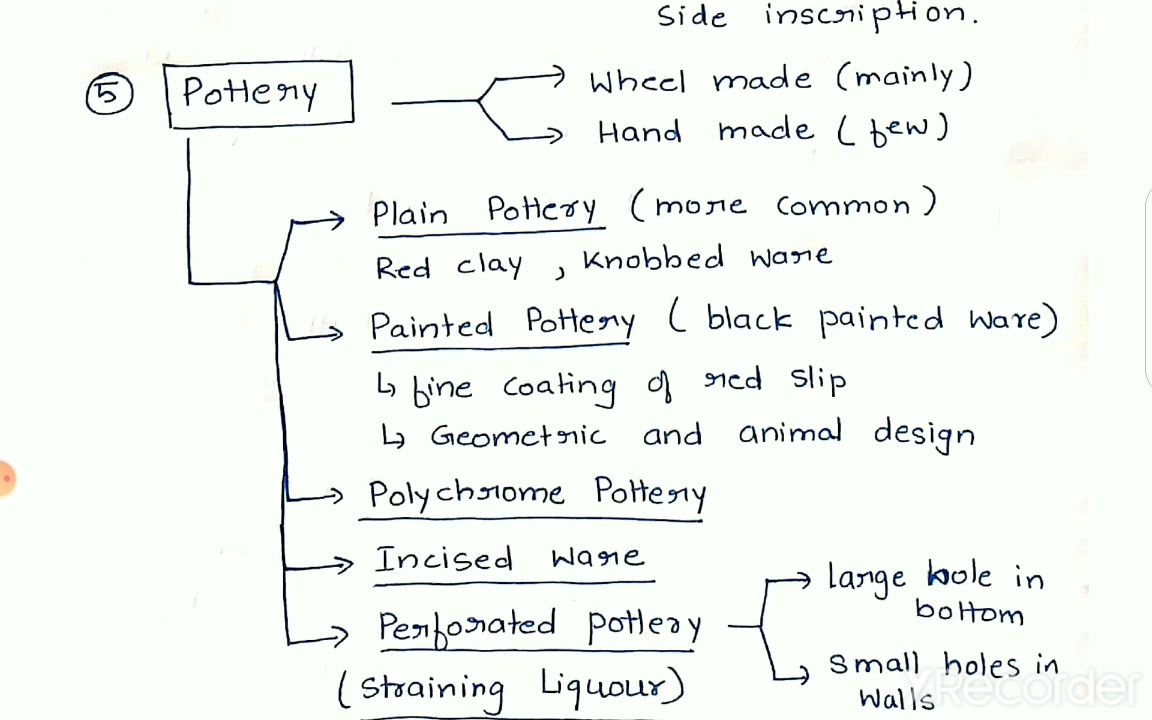 Side inscription.
5 Pottery
Wheel made (mainly)
Hand made (few)
Plain Pottery (more common)
Red clay, Knobbed ware
Painted Pottery (black painted ware)
↳ fine coating of red slip
↳ Geometric and animal design
Polychrome Pottery
Incised ware
Perforated pottery
(straining Liquour)
large hole in
bottom
small holes in
walls
XRecorder